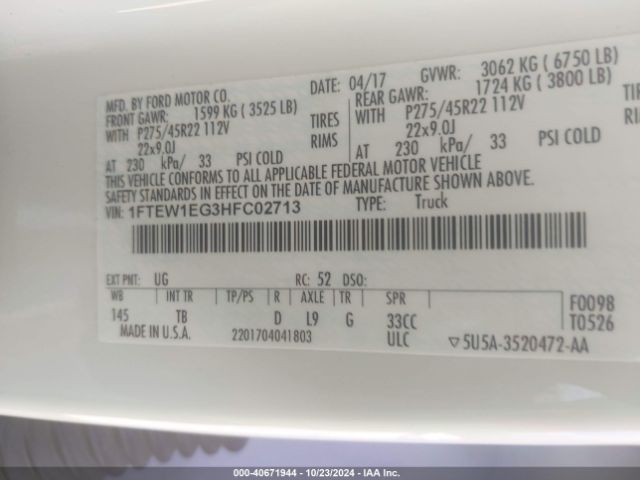 MFD. BY FORD MOTOR CO. DATE: 04/17 GVWR: 3062 KG ( 6750 LB)
FRONT GAWR: 1599 KG ( 3525 LB) REAR GAWR: 1724 KG ( 3800 LB)
WITH P275/45R22 112V TIRES WITH P275/45R22 112V TIRES
22x9.0J RIMS 22x9.0J RIMS
AT 230 kPa/ 33 PSI COLD AT 230 kPa/ 33 PSI COLD
THIS VEHICLE CONFORMS TO ALL APPLICABLE FEDERAL MOTOR VEHICLE
SAFETY STANDARDS IN EFFECT ON THE DATE OF MANUFACTURE SHOWN ABOVE.
VIN: 1FTEW1EG3HFC02713 TYPE: Truck
EXT PNT: UG RC: 52 DSO:
WB INT TR TP/PS R AXLE TR SPR F0098
145 TB D L9 G 33CC T0526
MADE IN U.S.A. 2201704041803 ULC ▽5U5A-3520472-AA
000-40671944 | 10/23/2024 | IAAI.com